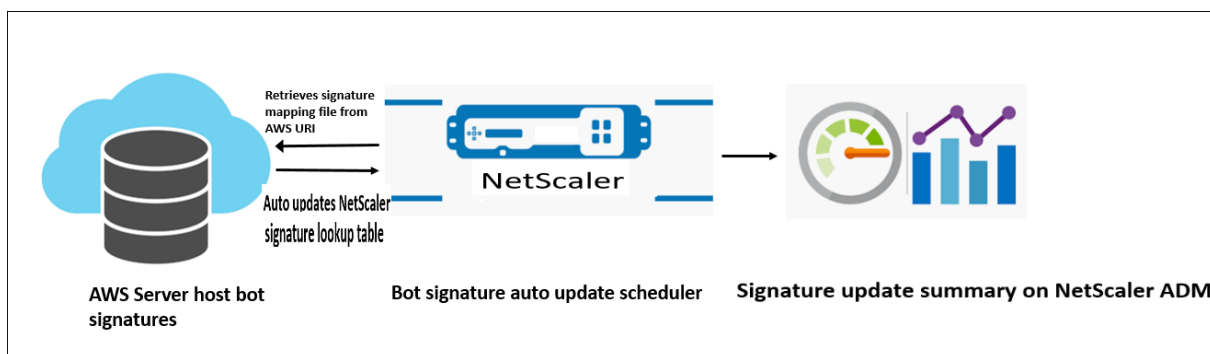 Retrieves signature
mapping file from
AWS URI
Auto updates NetScaler
signature lookup table
NetScaler
AWS Server host bot
signatures
Bot signature auto update scheduler
Signature update summary on NetScaler ADM